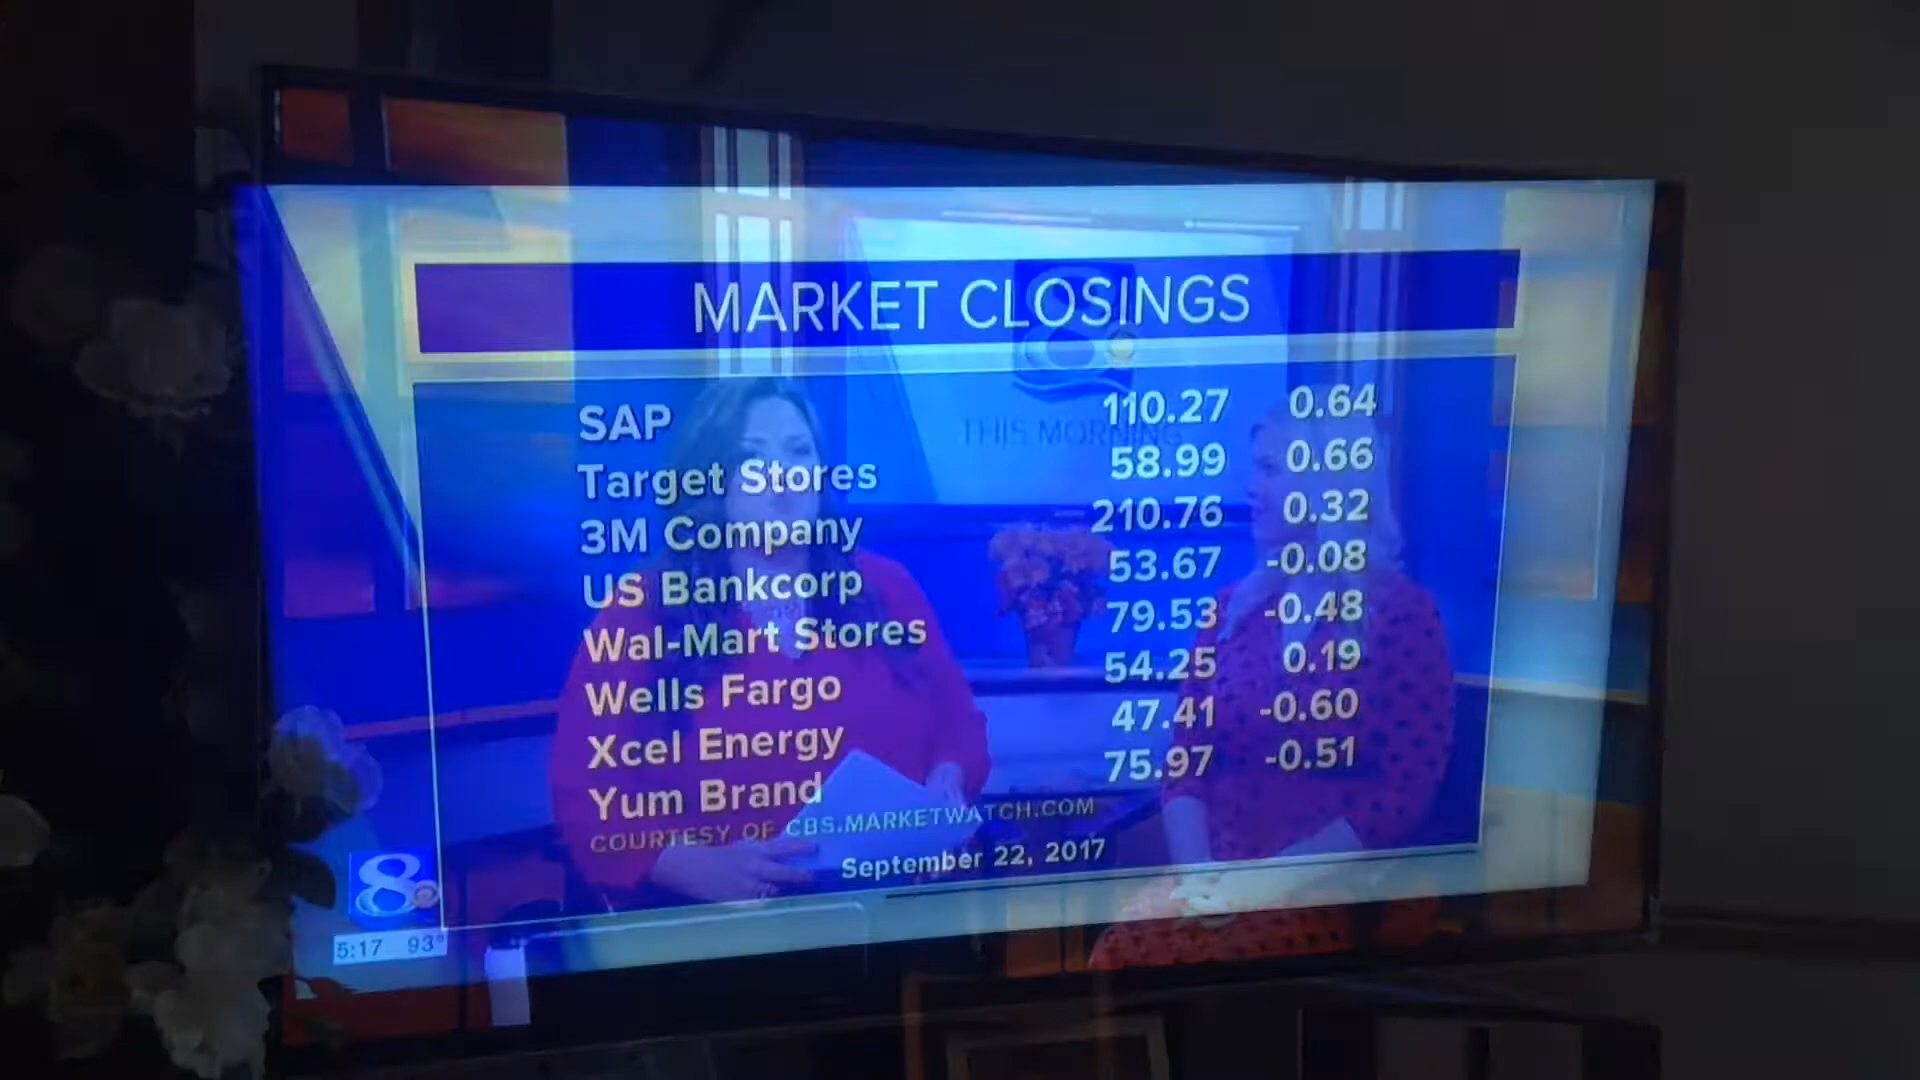 MARKET CLOSINGS
SAP 110.27 0.64
Target Stores 58.99 0.66
3M Company 210.76 0.32
US Bankcorp 53.67 -0.08
Wal-Mart Stores 79.53 -0.48
Wells Fargo 54.25 0.19
Xcel Energy 47.41 -0.60
Yum Brand 75.97 -0.51
COURTESY OF CBS.MARKETWATCH.COM
September 22, 2017
8
THIS MORNING
8
5:17 93°